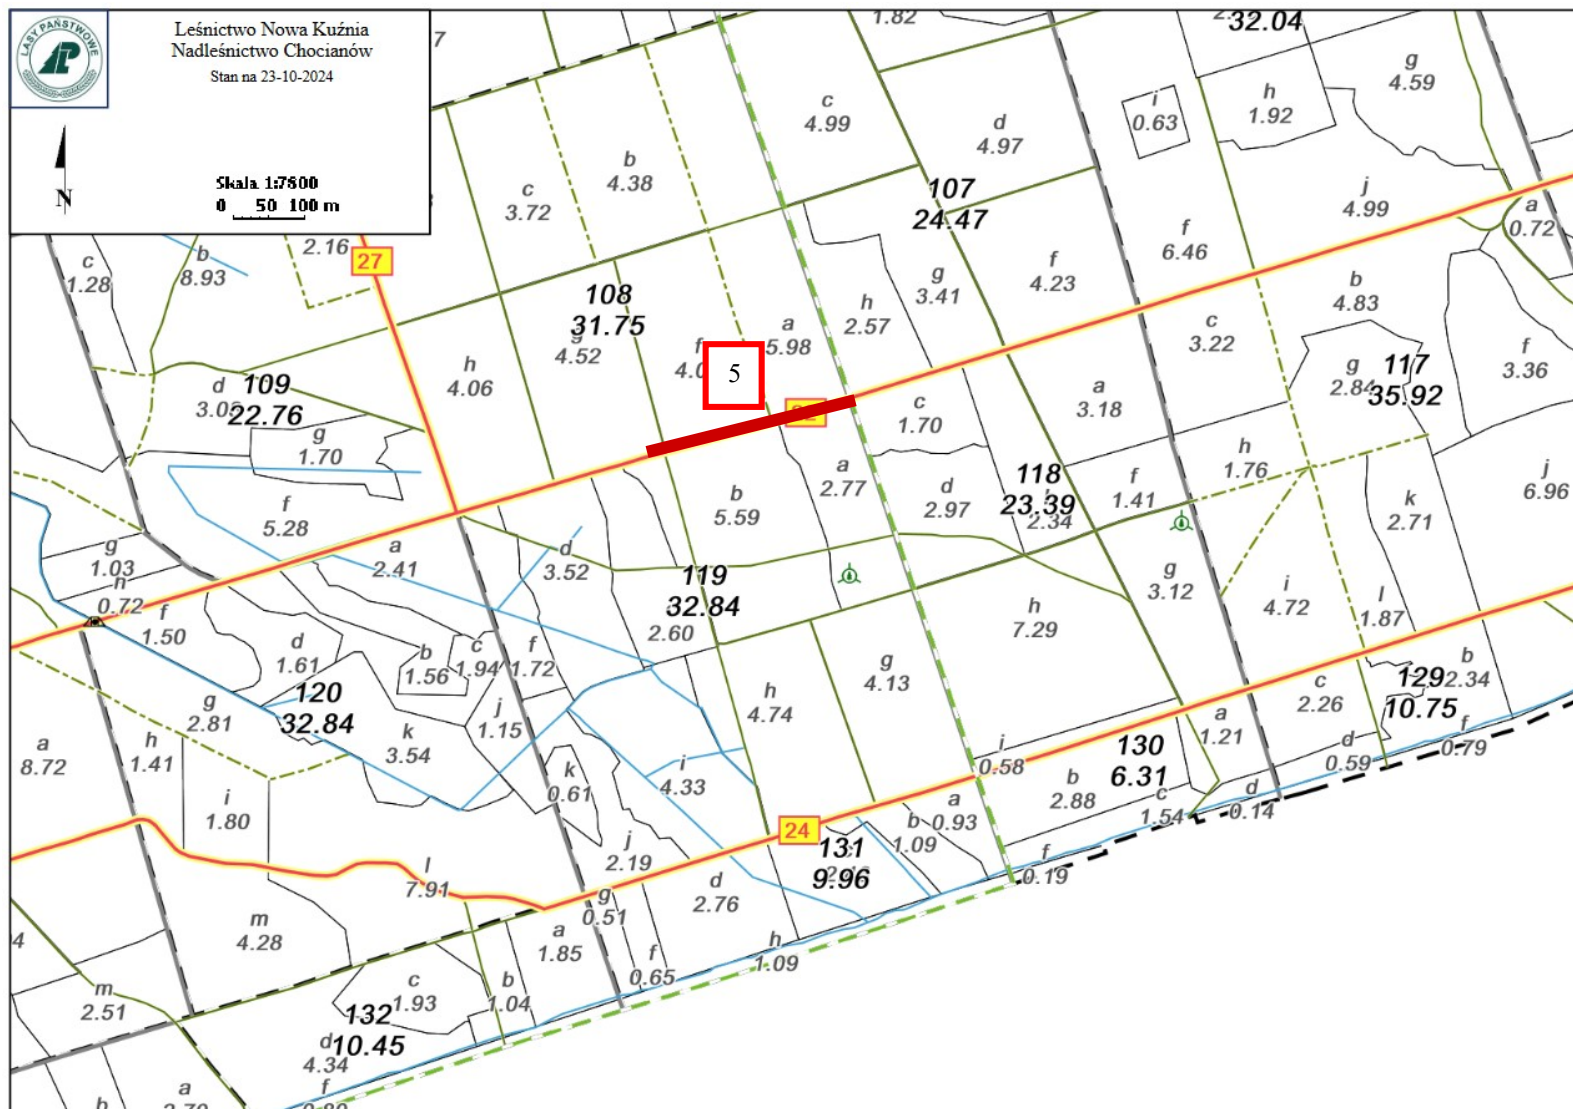 LASY PAŃSTWOWE
Leśnictwo Nowa Kuźnia
Nadleśnictwo Chocianów
Stan na 23-10-2024
N
Skala 1:7800
0 50 100 m
7
1.82
32.04
c
4.99
d
4.97
i
0.63
h
1.92
g
4.59
b
4.38
c
3.72
107
24.47
j
4.99
a
0.72
f
6.46
2.16
b
8.93
c
1.28
27
108
31.75
g
4.52
h
2.57
g
3.41
f
4.23
b
4.83
a
5.98
f
5
c
3.22
h
4.06
g
2.84
117
35.92
f
3.36
d
109
22.76
g
1.70
c
1.70
a
3.18
h
1.76
j
6.96
a
2.77
b
5.59
d
2.97
118
23.39
2.34
f
1.41
k
2.71
f
5.28
a
2.41
d
3.52
g
1.03
n
0.72
119
32.84
2.60
g
3.12
i
4.72
l
1.87
h
7.29
f
1.50
d
1.61
b
1.56
c
1.94
f
1.72
g
4.13
120
32.84
g
2.81
h
4.74
k
3.54
j
1.15
c
2.26
129
10.75
b
2.34
a
1.21
f
0.79
d
0.59
a
8.72
h
1.41
i
1.80
k
0.61
i
4.33
i
0.58
130
6.31
b
2.88
c
1.54
d
0.14
24
a
0.93
b
1.09
131
9.96
j
2.19
l
7.91
d
2.76
g
0.51
f
0.19
m
4.28
a
1.85
f
0.65
h
1.09
m
2.51
c
1.93
b
1.04
132
10.45
d
4.34
f
a
b